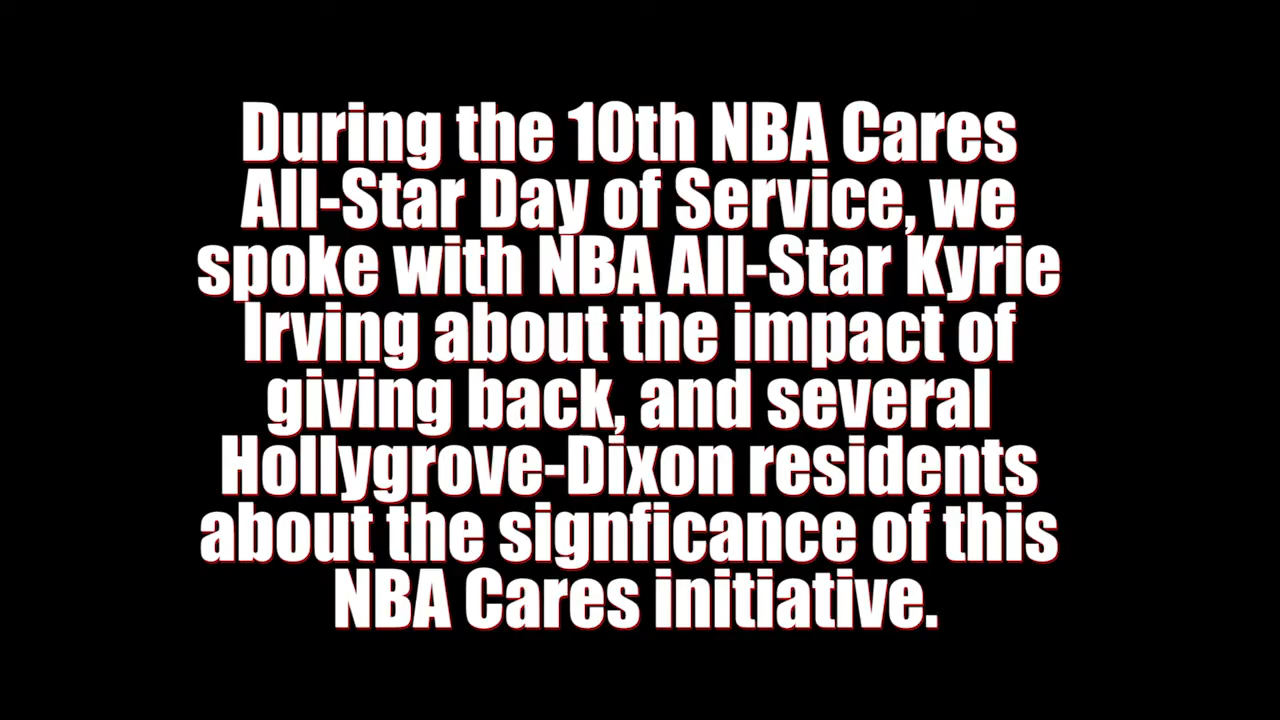 During the 10th NBA Cares
All-Star Day of Service, we
spoke with NBA All-Star Kyrie
Irving about the impact of
giving back, and several
Hollygrove-Dixon residents
about the signficance of this
NBA Cares initiative.